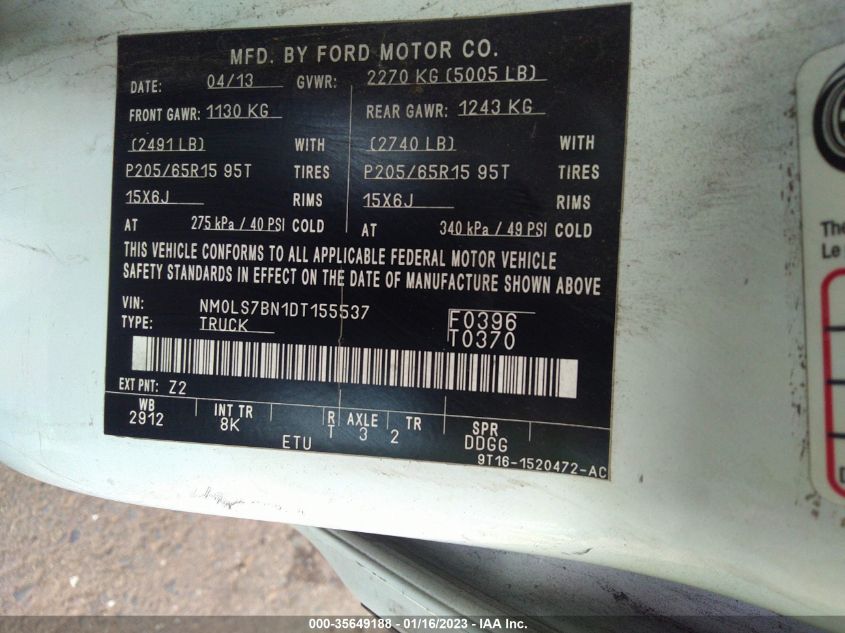 MFD. BY FORD MOTOR CO.
DATE: 04/13 GVWR: 2270 KG (5005 LB)
FRONT GAWR: 1130 KG REAR GAWR: 1243 KG
(2491 LB) WITH (2740 LB) WITH
P205/65R15 95T TIRES P205/65R15 95T TIRES
15X6J RIMS 15X6J RIMS
AT 275 kPa / 40 PSI COLD AT 340 kPa / 49 PSI COLD
THIS VEHICLE CONFORMS TO ALL APPLICABLE FEDERAL MOTOR VEHICLE
SAFETY STANDARDS IN EFFECT ON THE DATE OF MANUFACTURE SHOWN ABOVE
VIN: NM0LS7BN1DT155537 F0396
TYPE: TRUCK T0370
EXT PNT: Z2
WB INT TR R AXLE TR SPR
2912 8K T 3 2 DDGG
ETU 9T16-1520472-AC
The
Le
000-35649188 - 01/16/2023 - IAA Inc.